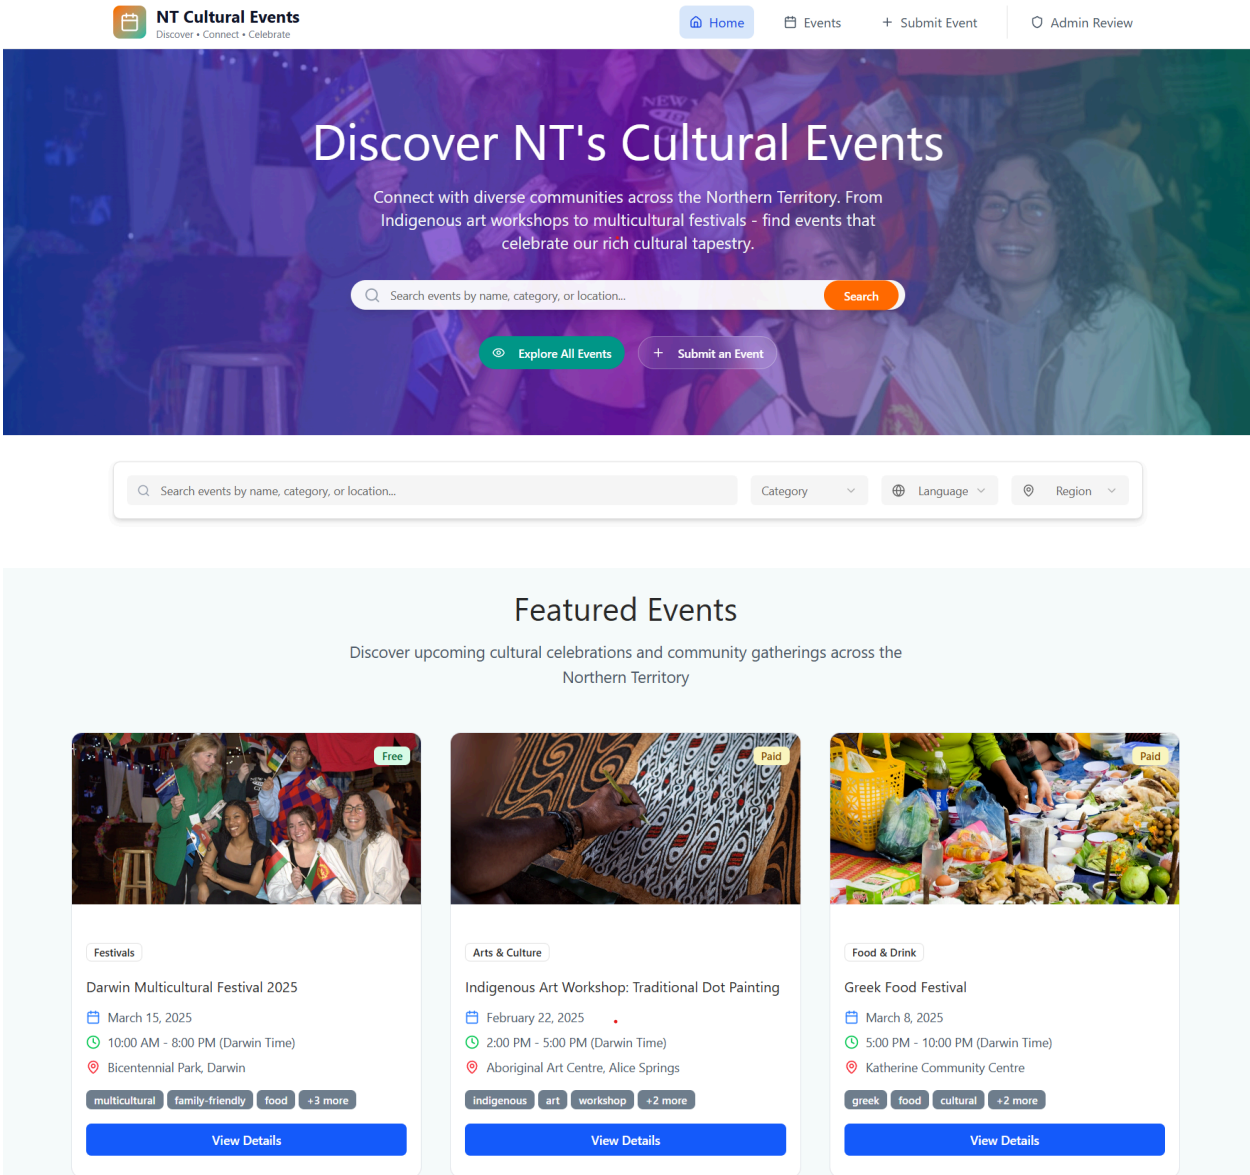 NT Cultural Events
Discover • Connect • Celebrate
Home
Events
Submit Event
Admin Review
NEW
Discover NT's Cultural Events
Connect with diverse communities across the Northern Territory. From
Indigenous art workshops to multicultural festivals - find events that
celebrate our rich cultural tapestry.
Search events by name, category, or location...
Search
Explore All Events
Submit an Event
Search events by name, category, or location...
Category
Language
Region
Featured Events
Discover upcoming cultural celebrations and community gatherings across the
Northern Territory
Free
Festivals
Darwin Multicultural Festival 2025
March 15, 2025
10:00 AM - 8:00 PM (Darwin Time)
Bicentennial Park, Darwin
multicultural
family-friendly
food
+3 more
View Details
Paid
Arts & Culture
Indigenous Art Workshop: Traditional Dot Painting
February 22, 2025
2:00 PM - 5:00 PM (Darwin Time)
Aboriginal Art Centre, Alice Springs
indigenous
art
workshop
+2 more
View Details
Paid
Food & Drink
Greek Food Festival
March 8, 2025
5:00 PM - 10:00 PM (Darwin Time)
Katherine Community Centre
greek
food
cultural
+2 more
View Details